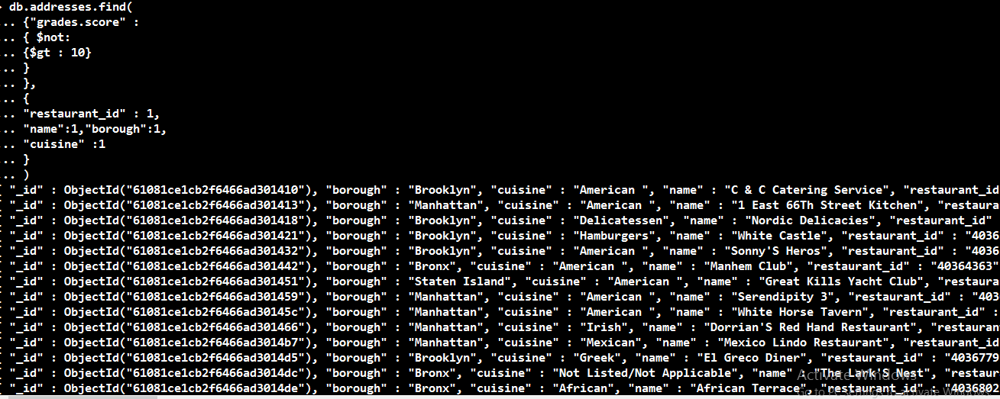 > db.addresses.find(
... {"grades.score" :
... { $not:
... {$gt : 10}
... }
... },
... {
... "restaurant_id" : 1,
... "name":1,"borough":1,
... "cuisine" :1
... }
... )
{ "_id" : ObjectId("61081ce1cb2f6466ad301410"), "borough" : "Brooklyn", "cuisine" : "American ", "name" : "C & C Catering Service", "restaurant_id
{ "_id" : ObjectId("61081ce1cb2f6466ad301413"), "borough" : "Manhattan", "cuisine" : "American ", "name" : "1 East 66Th Street Kitchen", "restaura
{ "_id" : ObjectId("61081ce1cb2f6466ad301418"), "borough" : "Brooklyn", "cuisine" : "Delicatessen", "name" : "Nordic Delicacies", "restaurant_id"
{ "_id" : ObjectId("61081ce1cb2f6466ad301421"), "borough" : "Brooklyn", "cuisine" : "Hamburgers", "name" : "White Castle", "restaurant_id" : "4036
{ "_id" : ObjectId("61081ce1cb2f6466ad301432"), "borough" : "Brooklyn", "cuisine" : "American ", "name" : "Sonny'S Heros", "restaurant_id" : "4036
{ "_id" : ObjectId("61081ce1cb2f6466ad301442"), "borough" : "Bronx", "cuisine" : "American ", "name" : "Manhem Club", "restaurant_id" : "40364363"
{ "_id" : ObjectId("61081ce1cb2f6466ad301451"), "borough" : "Staten Island", "cuisine" : "American ", "name" : "Great Kills Yacht Club", "restaura
{ "_id" : ObjectId("61081ce1cb2f6466ad301459"), "borough" : "Manhattan", "cuisine" : "American ", "name" : "Serendipity 3", "restaurant_id" : "403
{ "_id" : ObjectId("61081ce1cb2f6466ad30145c"), "borough" : "Manhattan", "cuisine" : "American ", "name" : "White Horse Tavern", "restaurant_id" :
{ "_id" : ObjectId("61081ce1cb2f6466ad301466"), "borough" : "Manhattan", "cuisine" : "Irish", "name" : "Dorrian'S Red Hand Restaurant", "restauran
{ "_id" : ObjectId("61081ce1cb2f6466ad3014b7"), "borough" : "Manhattan", "cuisine" : "Mexican", "name" : "Mexico Lindo Restaurant", "restaurant_id
{ "_id" : ObjectId("61081ce1cb2f6466ad3014d5"), "borough" : "Brooklyn", "cuisine" : "Greek", "name" : "El Greco Diner", "restaurant_id" : "4036779
{ "_id" : ObjectId("61081ce1cb2f6466ad3014dc"), "borough" : "Bronx", "cuisine" : "Not Listed/Not Applicable", "name" : "The Lark'S Nest", "restaur
{ "_id" : ObjectId("61081ce1cb2f6466ad3014de"), "borough" : "Bronx", "cuisine" : "African", "name" : "African Terrace", "restaurant_id" : "4036802
Activate Windows
Go to PC settings to activate Windows.